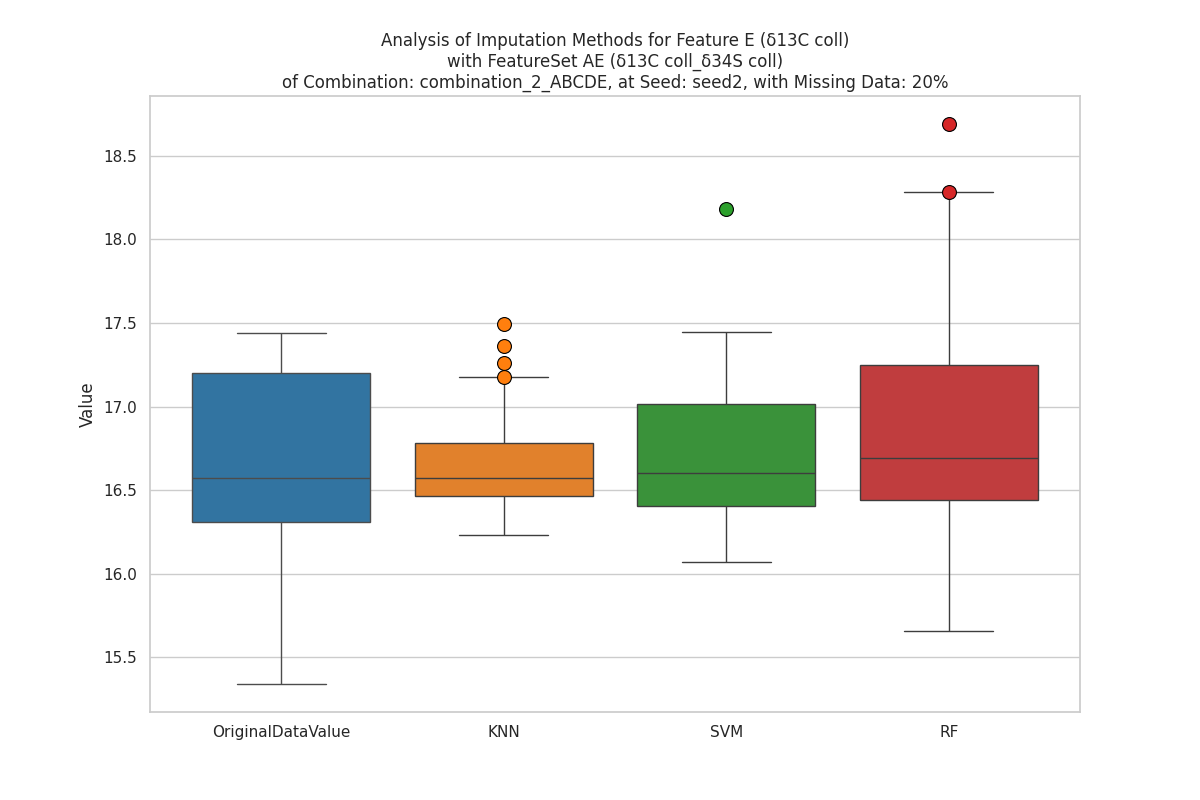 Analysis of Imputation Methods for Feature E (δ13C coll)
with FeatureSet AE (δ13C coll_δ34S coll)
of Combination: combination_2_ABCDE, at Seed: seed2, with Missing Data: 20%
18.5
18.0
17.5
17.0
16.5
16.0
15.5
Value
OriginalDataValue KNN SVM RF